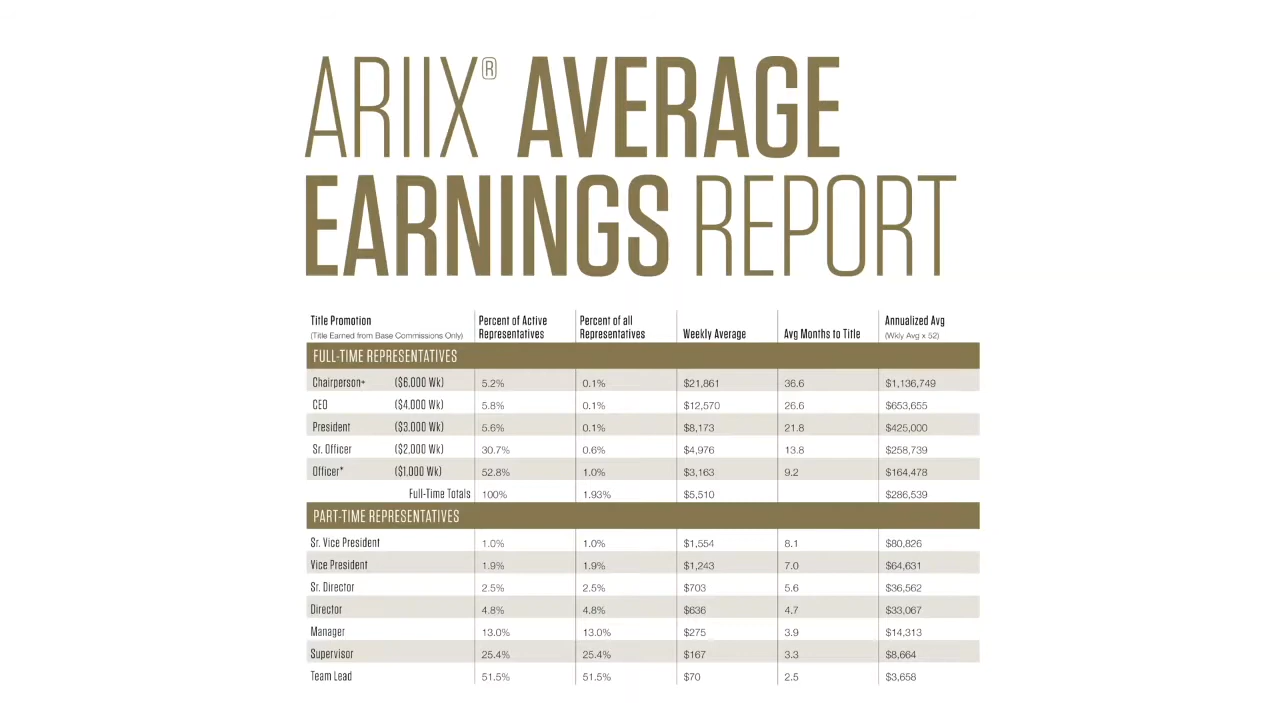 ARIIX® AVERAGE
EARNINGS REPORT
Title Promotion
(Title Earned from Base Commissions Only)
Percent of Active
Representatives
Percent of all
Representatives
Weekly Average
Avg Months to Title
Annualized Avg
(Wkly Avg x 52)
FULL-TIME REPRESENTATIVES
Chairperson+ ($6,000 Wk) 5.2% 0.1% $21,861 36.6 $1,136,749
CEO ($4,000 Wk) 5.8% 0.1% $12,570 26.6 $653,655
President ($3,000 Wk) 5.6% 0.1% $8,173 21.8 $425,000
Sr. Officer ($2,000 Wk) 30.7% 0.6% $4,976 13.8 $258,739
Officer* ($1,000 Wk) 52.8% 1.0% $3,163 9.2 $164,478
Full-Time Totals 100% 1.93% $5,510 $286,539
PART-TIME REPRESENTATIVES
Sr. Vice President 1.0% 1.0% $1,554 8.1 $80,826
Vice President 1.9% 1.9% $1,243 7.0 $64,631
Sr. Director 2.5% 2.5% $703 5.6 $36,562
Director 4.8% 4.8% $636 4.7 $33,067
Manager 13.0% 13.0% $275 3.9 $14,313
Supervisor 25.4% 25.4% $167 3.3 $8,664
Team Lead 51.5% 51.5% $70 2.5 $3,658